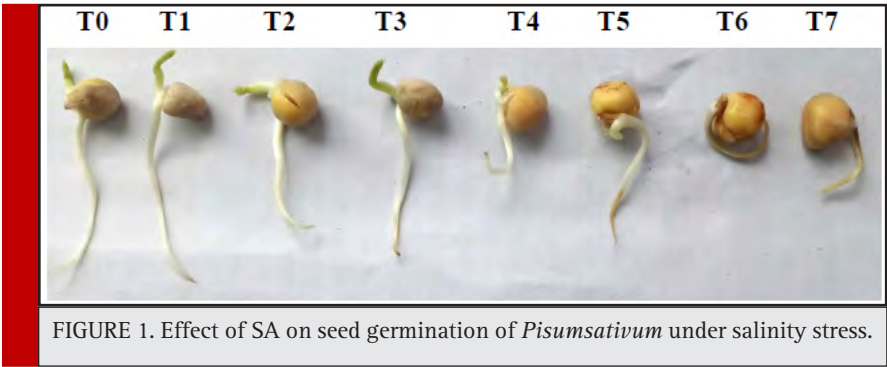 T0 T1 T2 T3 T4 T5 T6 T7
FIGURE 1. Effect of SA on seed germination of Pisumsativum under salinity stress.